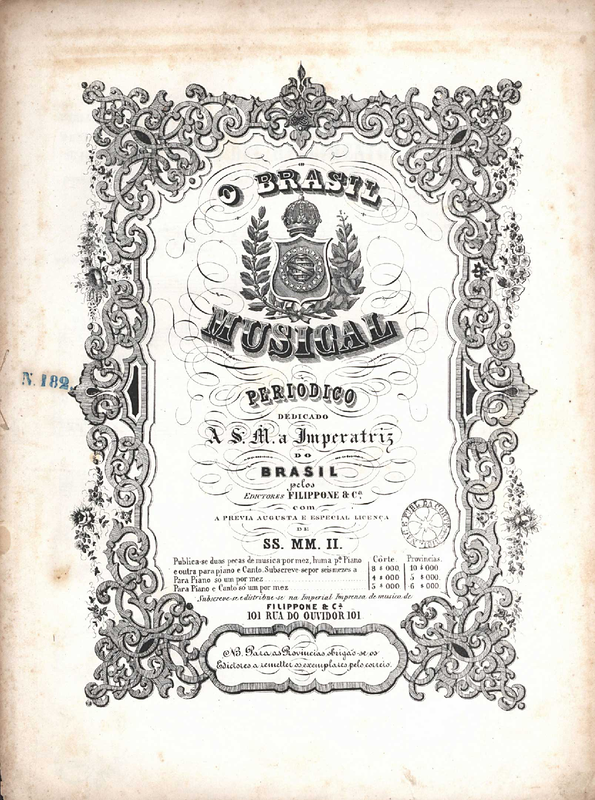 O BRASIL
MUSICAL
N. 182.
PERIODICO
DEDICADO
A S. M. a Imperatriz
DO
BRASIL
pelos
EDICTORES FILIPPONE & Cª
com
A PREVIA AUGUSTA E ESPECIAL LICENÇA
DE
SS. MM. II.
Publica-se duas peças de musica por mez, huma pª Piano
e outra para piano e Canto. Subscreve-se por seis mezes a
Para Piano só um por mez
Para Piano e Canto só um por mez
Côrte. Provincias.
8 $ 000. 10 $ 000.
4 $ 000 5 $ 000.
5 $ 000 6 $ 000
Subscreve-se e distribue-se na Imperial Imprensa de musica de
FILIPPONE & Cª
101 RUA DO OUVIDOR 101
NB. Para as Provincias obrigão-se os
Edictores a remetter os exemplares pelo correio.